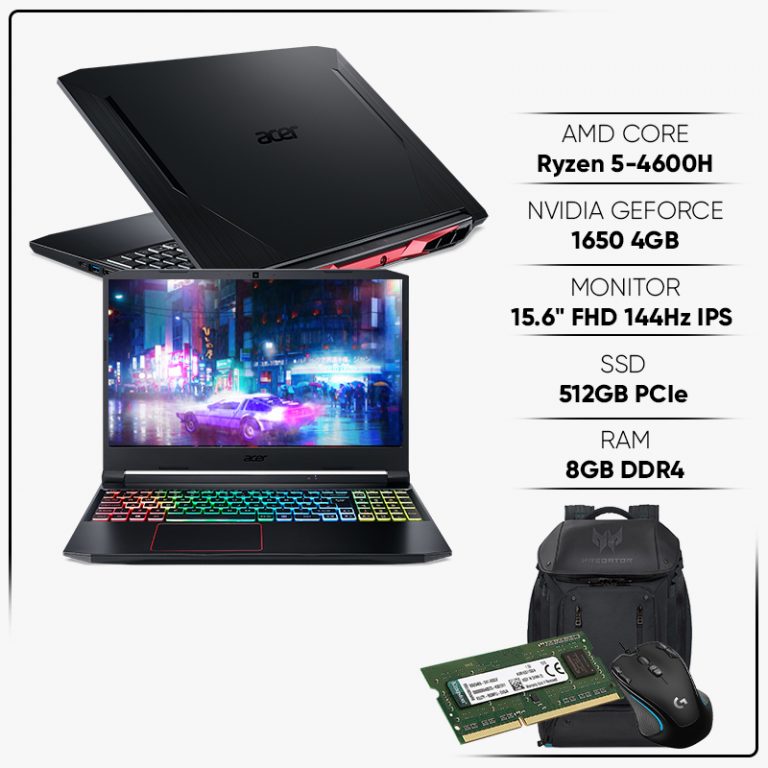 acer
AMD CORE
Ryzen 5-4600H
NVIDIA GEFORCE
1650 4GB
MONITOR
15.6" FHD 144Hz IPS
SSD
512GB PCIe
RAM
8GB DDR4
acer
PREDATOR
Kingston
G